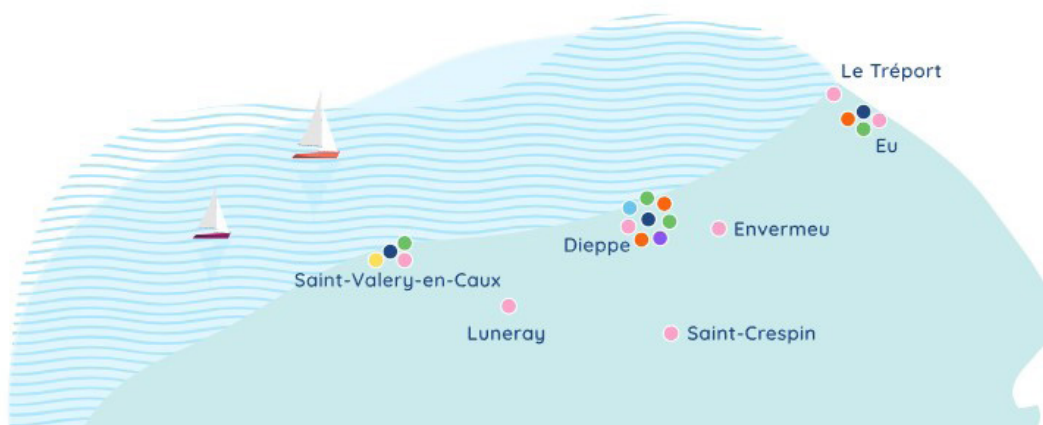 Le Tréport
Eu
Envermeu
Dieppe
Saint-Valery-en-Caux
Luneray
Saint-Crespin